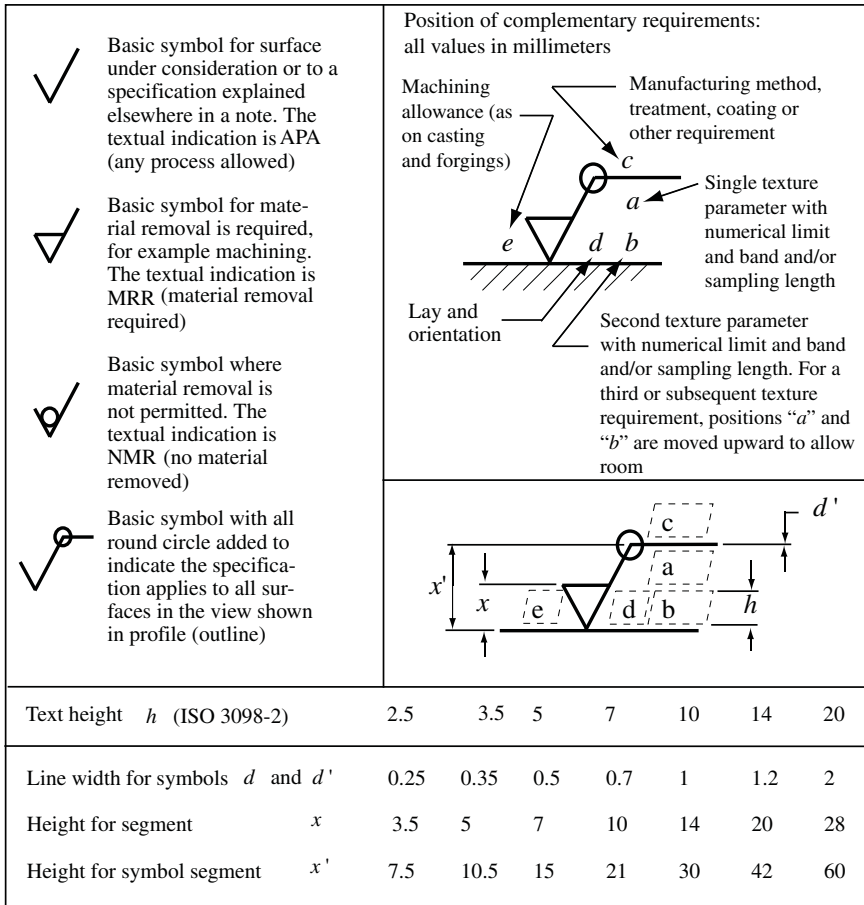 Basic symbol for surface
under consideration or to a
specification explained
elsewhere in a note. The
textual indication is APA
(any process allowed)
Basic symbol for mate-
rial removal is required,
for example machining.
The textual indication is
MRR (material removal
required)
Basic symbol where
material removal is
not permitted. The
textual indication is
NMR (no material
removed)
Basic symbol with all
round circle added to
indicate the specifica-
tion applies to all sur-
faces in the view shown
in profile (outline)
Position of complementary requirements:
all values in millimeters
Machining
allowance (as
on casting
and forgings)
Manufacturing method,
treatment, coating or
other requirement
c
a
Single texture
parameter with
numerical limit
and band and/or
sampling length
e
d
b
Lay and
orientation
Second texture parameter
with numerical limit and band
and/or sampling length. For a
third or subsequent texture
requirement, positions “a” and
“b” are moved upward to allow
room
d'
c
a
x'
x
e
d
b
h
Text height h (ISO 3098-2) 2.5 3.5 5 7 10 14 20
Line width for symbols d and d' 0.25 0.35 0.5 0.7 1 1.2 2
Height for segment x 3.5 5 7 10 14 20 28
Height for symbol segment x' 7.5 10.5 15 21 30 42 60